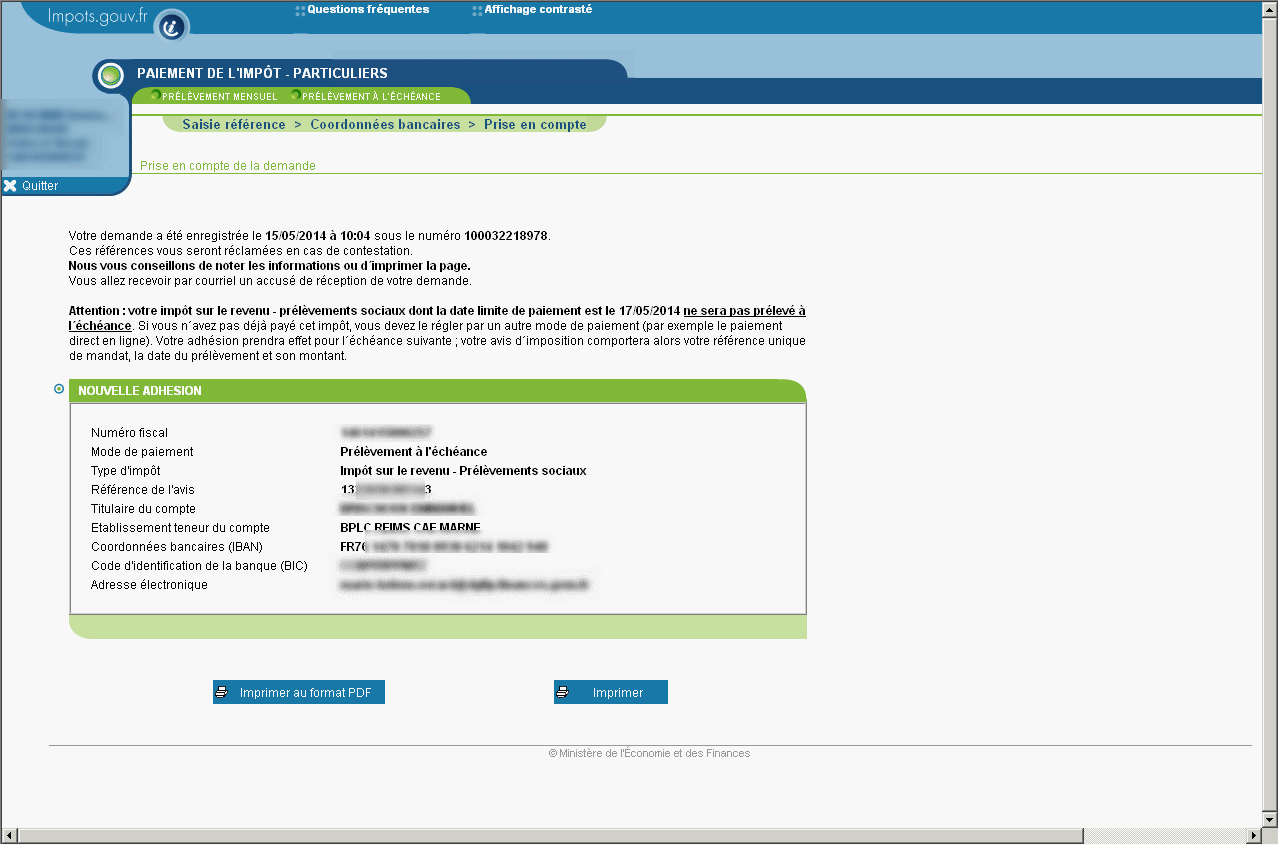 Impots.gouv.fr
Questions fréquentes
Affichage contrasté
PAIEMENT DE L'IMPÔT - PARTICULIERS
PRÉLÈVEMENT MENSUEL PRÉLÈVEMENT À L'ÉCHÉANCE
Saisie référence > Coordonnées bancaires > Prise en compte
Prise en compte de la demande
Quitter
Votre demande a été enregistrée le 15/05/2014 à 10:04 sous le numéro 100032218978.
Ces références vous seront réclamées en cas de contestation.
Nous vous conseillons de noter les informations ou d´imprimer la page.
Vous allez recevoir par courriel un accusé de réception de votre demande.
Attention : votre impôt sur le revenu - prélèvements sociaux dont la date limite de paiement est le 17/05/2014 ne sera pas prélevé à
l´échéance. Si vous n´avez pas déjà payé cet impôt, vous devez le régler par un autre mode de paiement (par exemple le paiement
direct en ligne). Votre adhésion prendra effet pour l´échéance suivante ; votre avis d´imposition comportera alors votre référence unique
de mandat, la date du prélèvement et son montant.
NOUVELLE ADHESION
Numéro fiscal
Mode de paiement Prélèvement à l'échéance
Type d'impôt Impôt sur le revenu - Prélèvements sociaux
Référence de l'avis 13 3
Titulaire du compte
Etablissement teneur du compte BPLC REIMS CAE MARNE
Coordonnées bancaires (IBAN) FR76
Code d'identification de la banque (BIC)
Adresse électronique
Imprimer au format PDF
Imprimer
© Ministère de l'Économie et des Finances